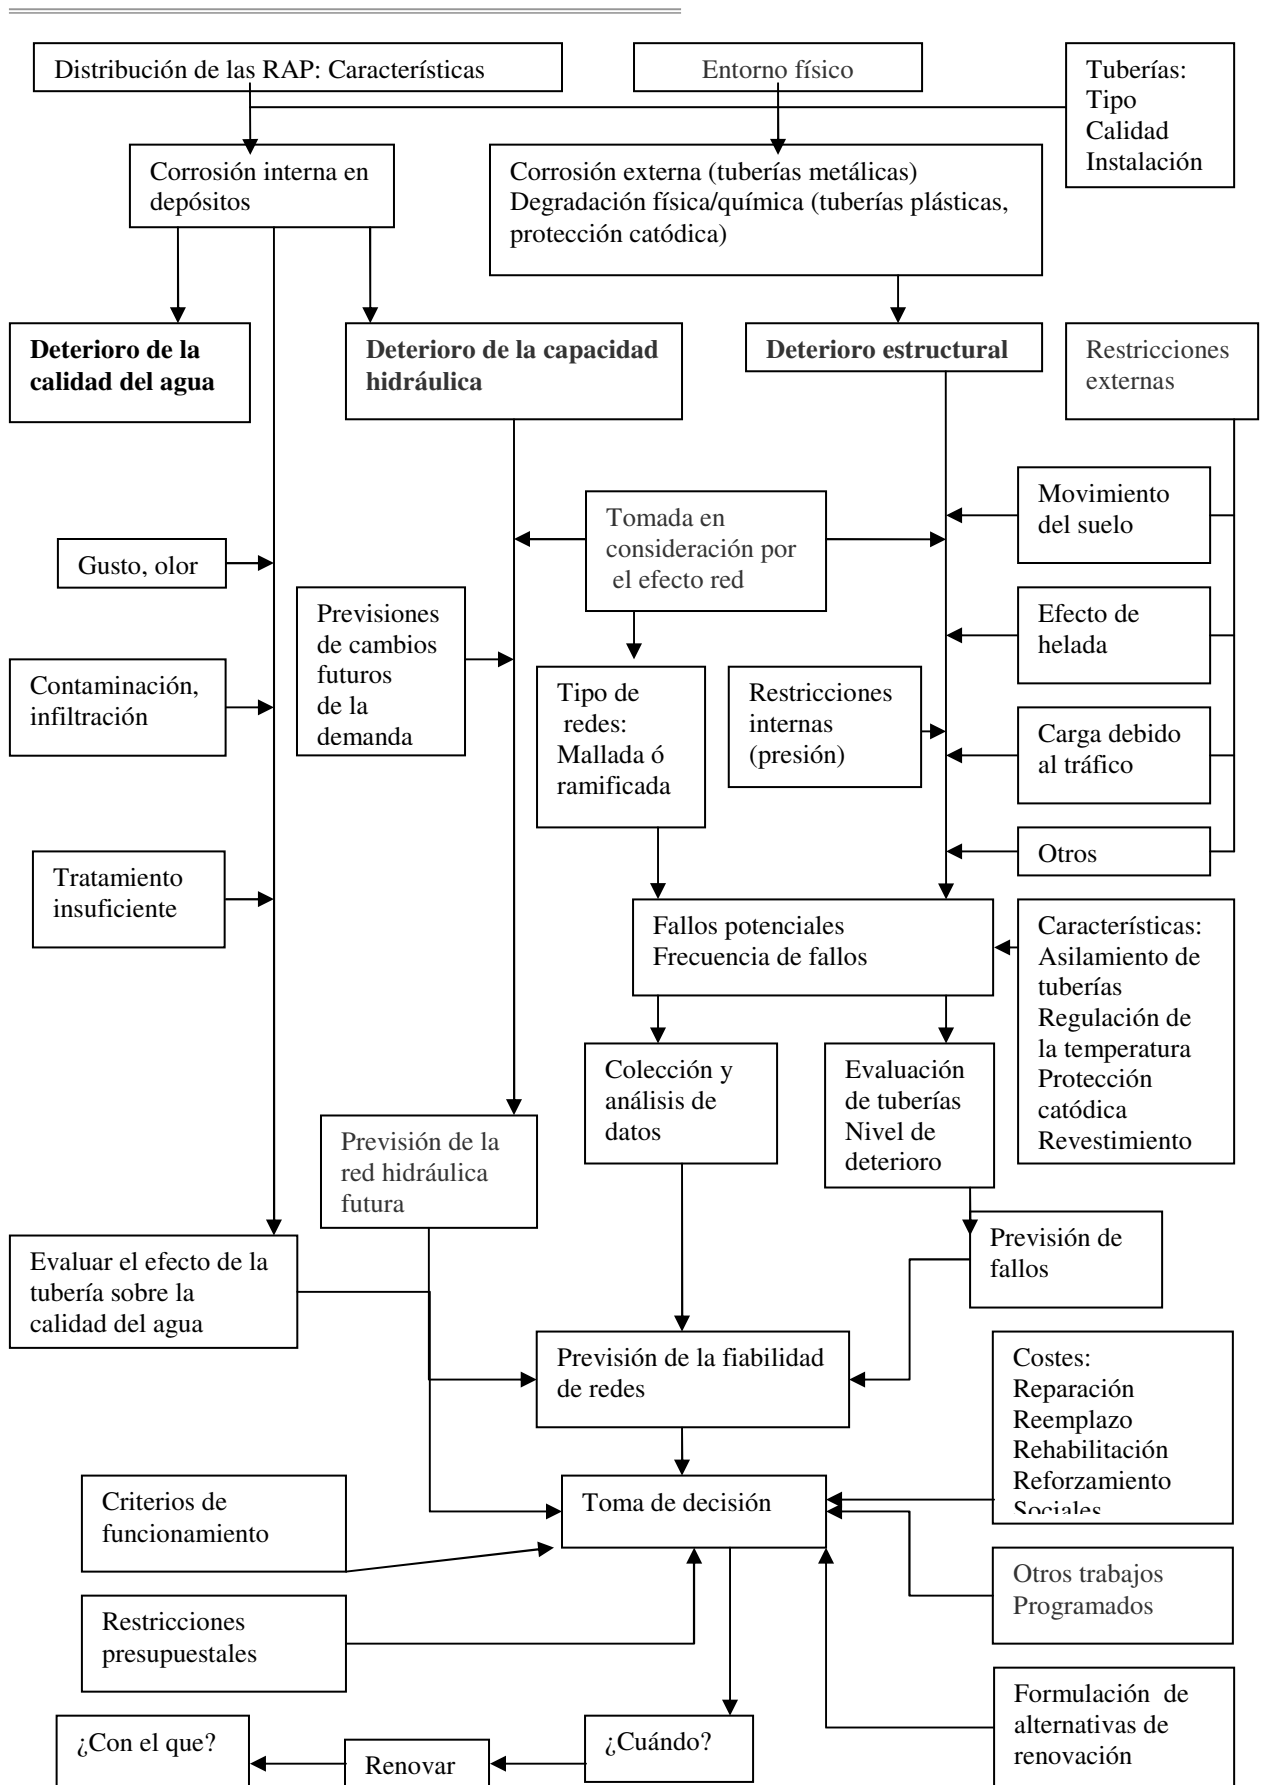 Distribución de las RAP: Características
Entorno físico
Tuberías:
Tipo
Calidad
Instalación
Corrosión interna en
depósitos
Corrosión externa (tuberías metálicas)
Degradación física/química (tuberías plásticas,
protección catódica)
Deterioro de la
calidad del agua
Deterioro de la capacidad
hidráulica
Deterioro estructural
Restricciones
externas
Movimiento
del suelo
Tomada en
consideración por
el efecto red
Gusto, olor
Previsiones
de cambios
futuros
de la
demanda
Efecto de
helada
Contaminación,
infiltración
Tipo de
redes:
Mallada ó
ramificada
Restricciones
internas
(presión)
Carga debido
al tráfico
Otros
Tratamiento
insuficiente
Fallos potenciales
Frecuencia de fallos
Características:
Asilamiento de
tuberías
Regulación de
la temperatura
Protección
catódica
Revestimiento
Colección y
análisis de
datos
Evaluación
de tuberías
Nivel de
deterioro
Previsión de la
red hidráulica
futura
Previsión de
fallos
Evaluar el efecto de la
tubería sobre la
calidad del agua
Previsión de la fiabilidad
de redes
Costes:
Reparación
Reemplazo
Rehabilitación
Reforzamiento
Sociales
Criterios de
funcionamiento
Toma de decisión
Otros trabajos
Programados
Restricciones
presupuestales
Formulación de
alternativas de
renovación
¿Con el que?
Renovar
¿Cuándo?